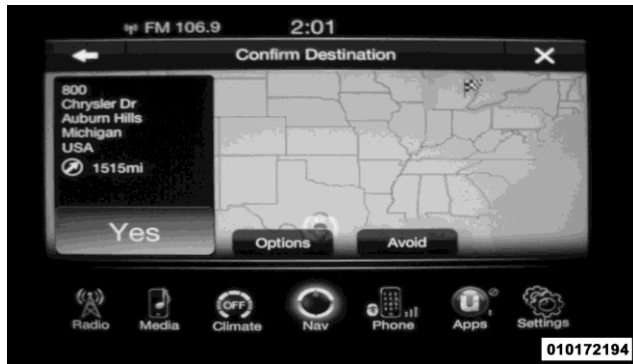 FM 106.9
2:01
Confirm Destination
800
Chrysler Dr
Auburn Hills
Michigan
USA
1515mi
Yes
Options
Avoid
OFF
Radio
Media
Climate
Nav
Phone
Apps
Settings
010172194